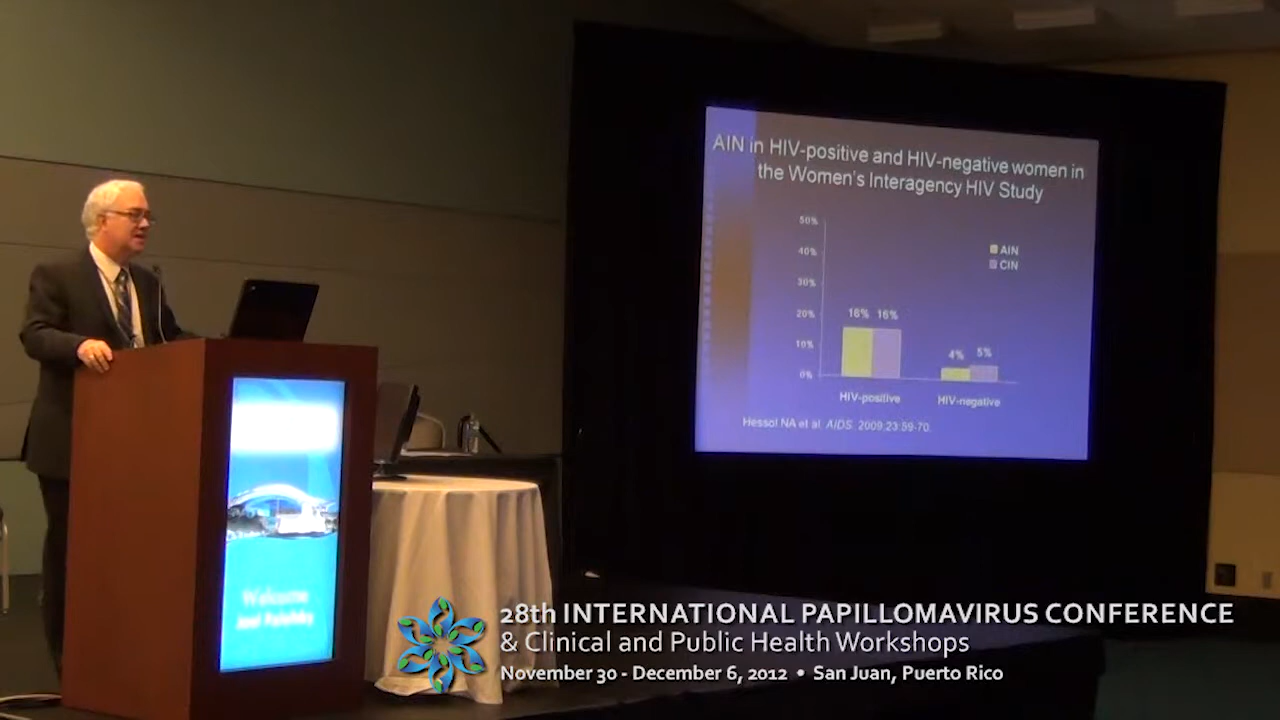 AIN in HIV-positive and HIV-negative women in
the Women's Interagency HIV Study
50%
40%
30%
20%
10%
0%
AIN
CIN
16% 16%
4% 5%
HIV-positive
HIV-negative
Hessol NA et al. AIDS. 2009;23:59-70.
Welcome
28th INTERNATIONAL PAPILLOMAVIRUS CONFERENCE
& Clinical and Public Health Workshops
November 30 - December 6, 2012 • San Juan, Puerto Rico